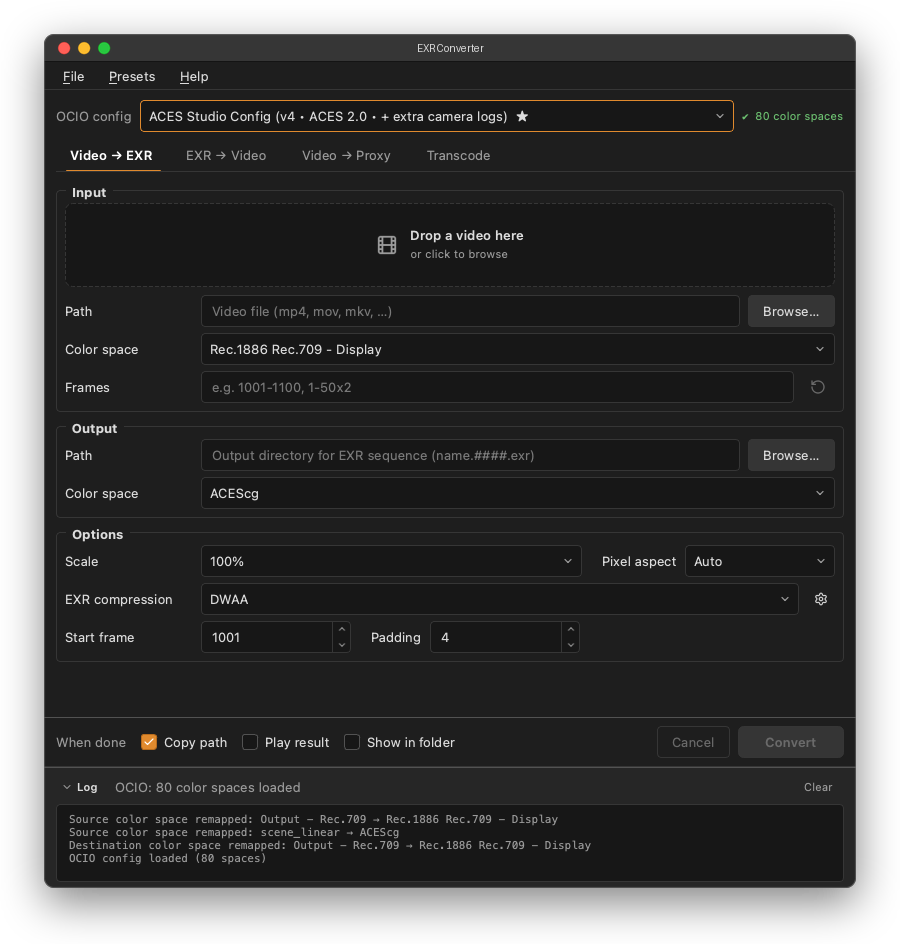 EXRConverter
File Presets Help
OCIO config ACES Studio Config (v4 • ACES 2.0 • + extra camera logs) ★ ✔ 80 color spaces
Video → EXR EXR → Video Video → Proxy Transcode
Input
Drop a video here
or click to browse
Path Video file (mp4, mov, mkv, ...) Browse...
Color space Rec.1886 Rec.709 - Display
Frames e.g. 1001-1100, 1-50x2
Output
Path Output directory for EXR sequence (name.####.exr) Browse...
Color space ACEScg
Options
Scale 100% Pixel aspect Auto
EXR compression DWAA
Start frame 1001 Padding 4
When done Copy path Play result Show in folder Cancel Convert
Log OCIO: 80 color spaces loaded Clear
Source color space remapped: Output – Rec.709 → Rec.1886 Rec.709 – Display
Source color space remapped: scene_linear → ACEScg
Destination color space remapped: Output – Rec.709 → Rec.1886 Rec.709 – Display
OCIO config loaded (80 spaces)